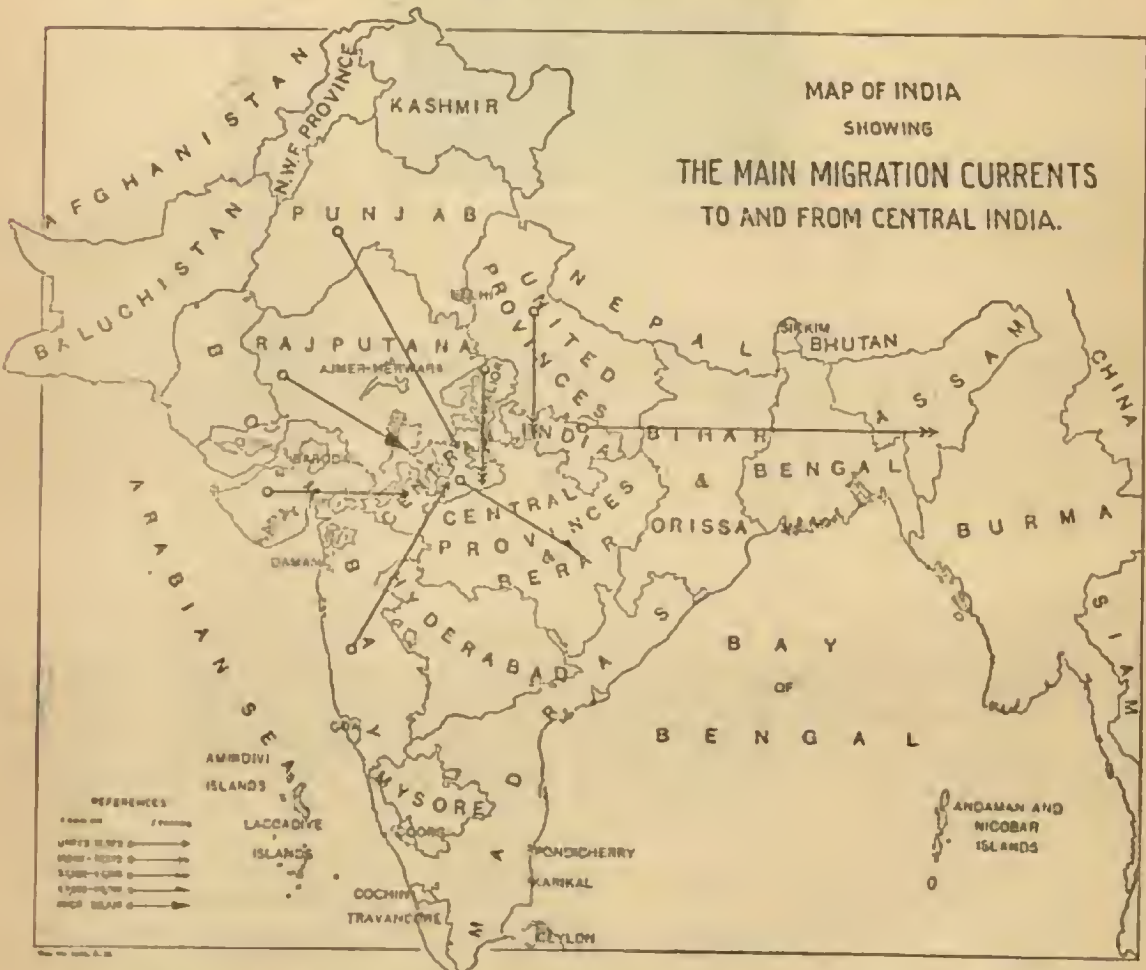 MAP OF INDIA
SHOWING
THE MAIN MIGRATION CURRENTS
TO AND FROM CENTRAL INDIA.
AFGHANISTAN
N.W.F. PROVINCE
KASHMIR
PUNJAB
BALUCHISTAN
DELHI
UNITED
PROVINCES
NEPAL
SIKKIM
BHUTAN
ASSAM
CHINA
RAJPUTANA
AJMER-MERWARA
CENTRAL
INDIA
BIHAR
&
ORISSA
BENGAL
BURMA
SIAM
BARODA
DAMAN
BOMBAY
CENTRAL
PROVINCES
&
BERAR
HYDERABAD
ARABIAN SEA
BAY
OF
BENGAL
GOA
MYSORE
COORG
MADRAS
AMINDIVI
ISLANDS
LACCADIVE
ISLANDS
PONDICHERRY
KARIKAL
COCHIN
TRAVANCORE
CEYLON
ANDAMAN AND
NICOBAR
ISLANDS
REFERENCES